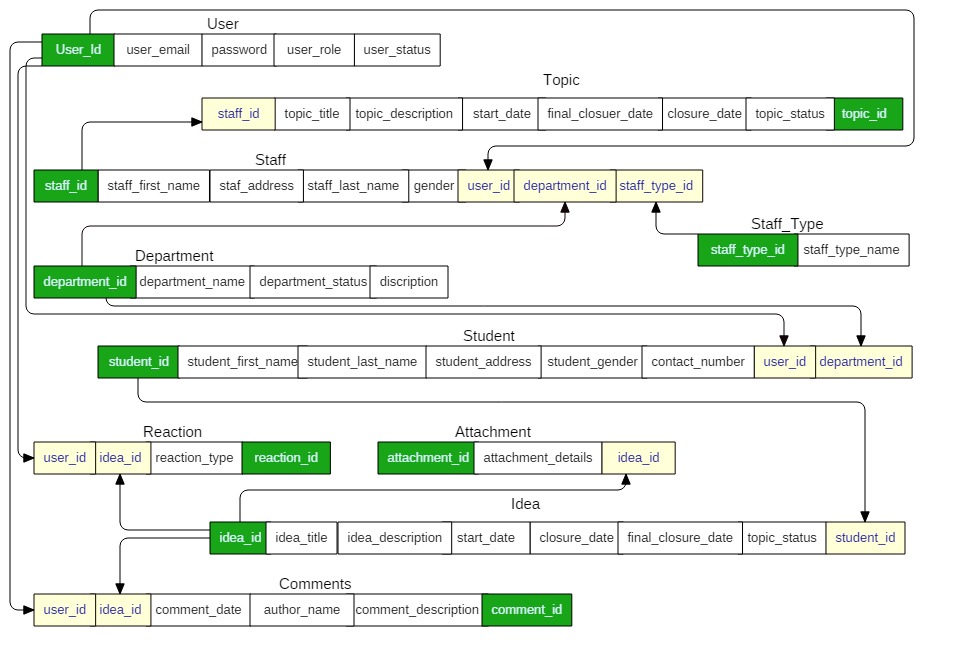 User
User_Id user_email password user_role user_status
Topic
staff_id topic_title topic_description start_date final_closuer_date closure_date topic_status topic_id
Staff
staff_id staff_first_name staf_address staff_last_name gender user_id department_id staff_type_id
Staff_Type
staff_type_id staff_type_name
Department
department_id department_name department_status discription
Student
student_id student_first_name student_last_name student_address student_gender contact_number user_id department_id
Reaction
user_id idea_id reaction_type reaction_id
Attachment
attachment_id attachment_details idea_id
Idea
idea_id idea_title idea_description start_date closure_date final_closure_date topic_status student_id
Comments
user_id idea_id comment_date author_name comment_description comment_id